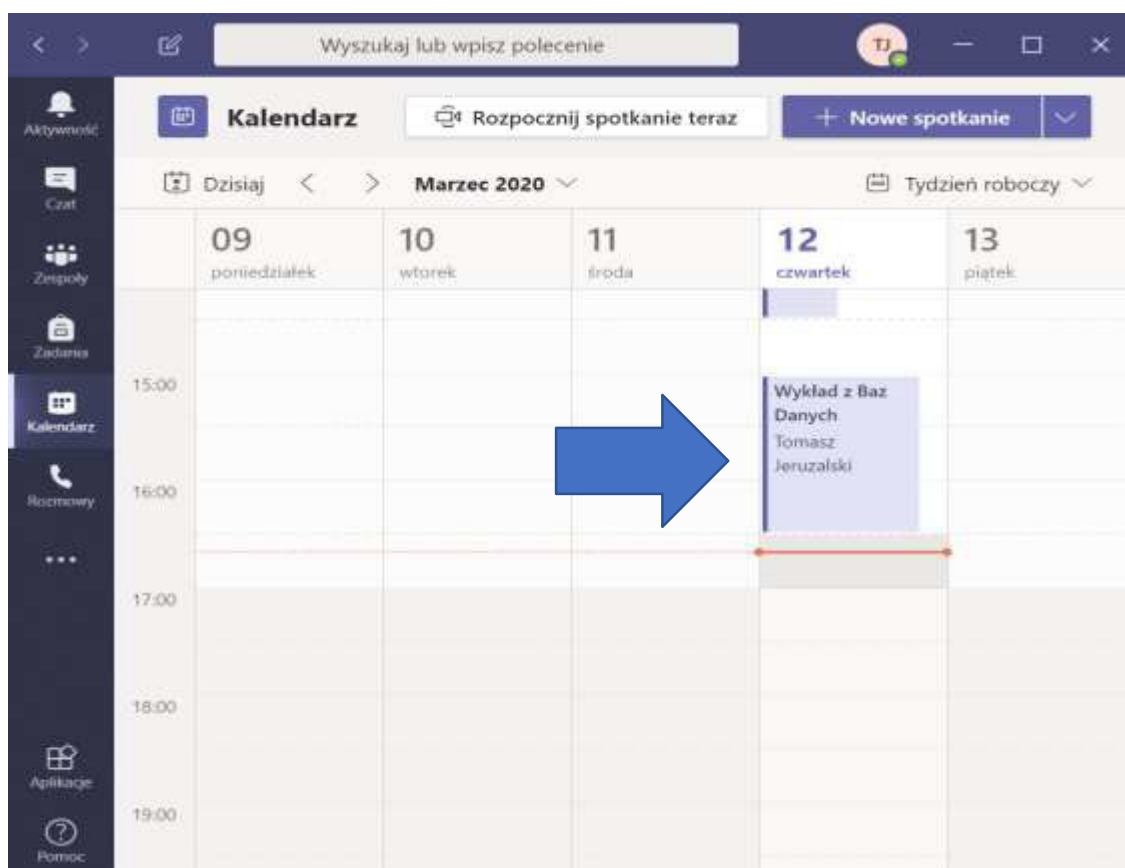 Wyszukaj lub wpisz polecenie
TJ
Aktywność
Kalendarz
Rozpocznij spotkanie teraz
+ Nowe spotkanie
Czat
Dzisiaj
Marzec 2020
Tydzień roboczy
Zespoły
09
poniedziałek
10
wtorek
11
środa
12
czwartek
13
piątek
Zadania
Kalendarz
Rozmowy
15:00
Wykład z Baz
Danych
Tomasz
Jeruzalski
16:00
17:00
18:00
19:00
Aplikacje
Pomoc